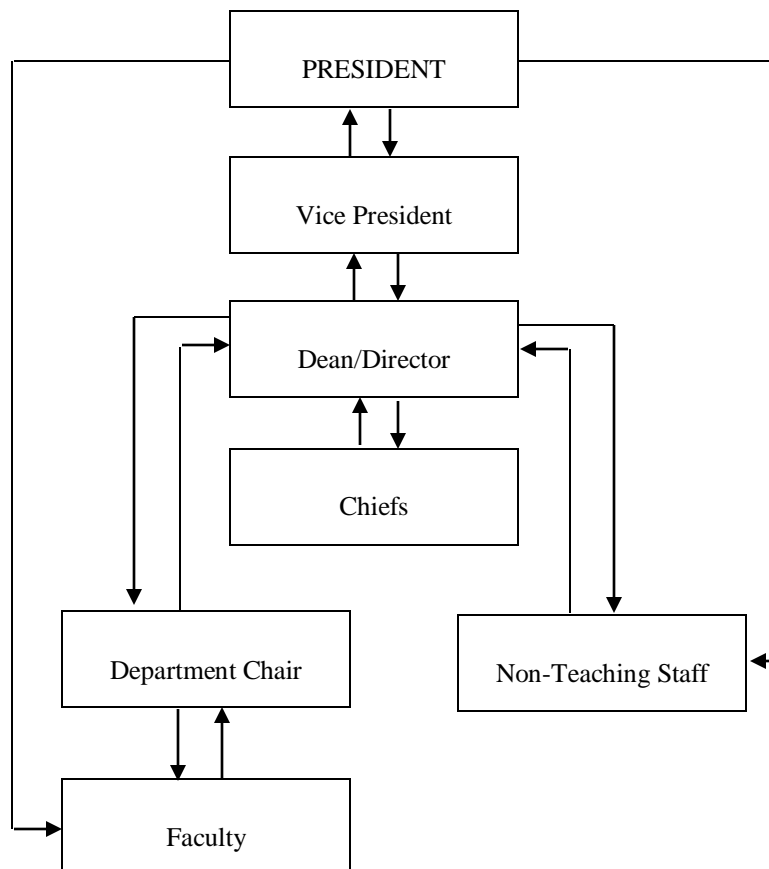 PRESIDENT
Vice President
Dean/Director
Chiefs
Department Chair
Non-Teaching Staff
Faculty